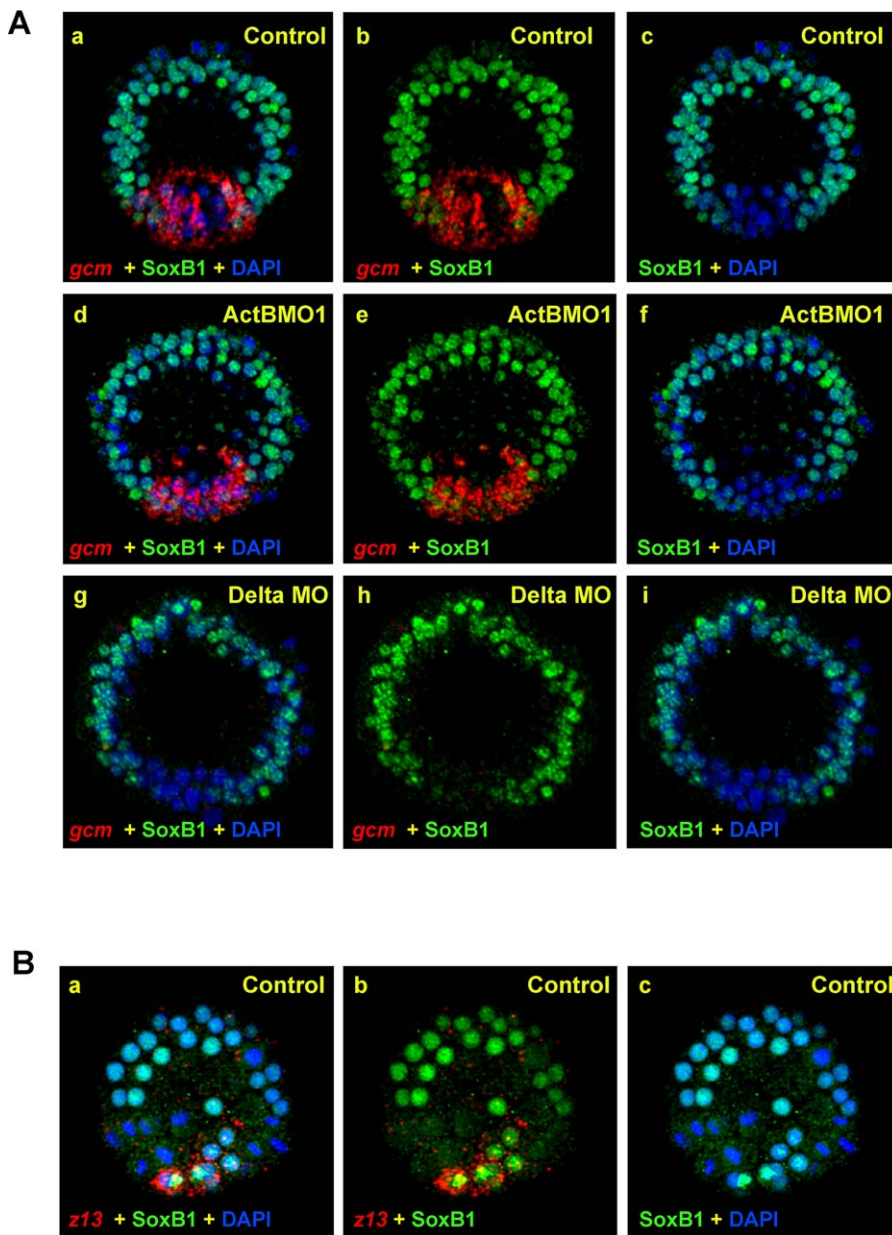 A
a Control
gcm + SoxB1 + DAPI
b Control
gcm + SoxB1
c Control
SoxB1 + DAPI
d ActBMO1
gcm + SoxB1 + DAPI
e ActBMO1
gcm + SoxB1
f ActBMO1
SoxB1 + DAPI
g Delta MO
gcm + SoxB1 + DAPI
h Delta MO
gcm + SoxB1
i Delta MO
SoxB1 + DAPI
B
a Control
z13 + SoxB1 + DAPI
b Control
z13 + SoxB1
c Control
SoxB1 + DAPI